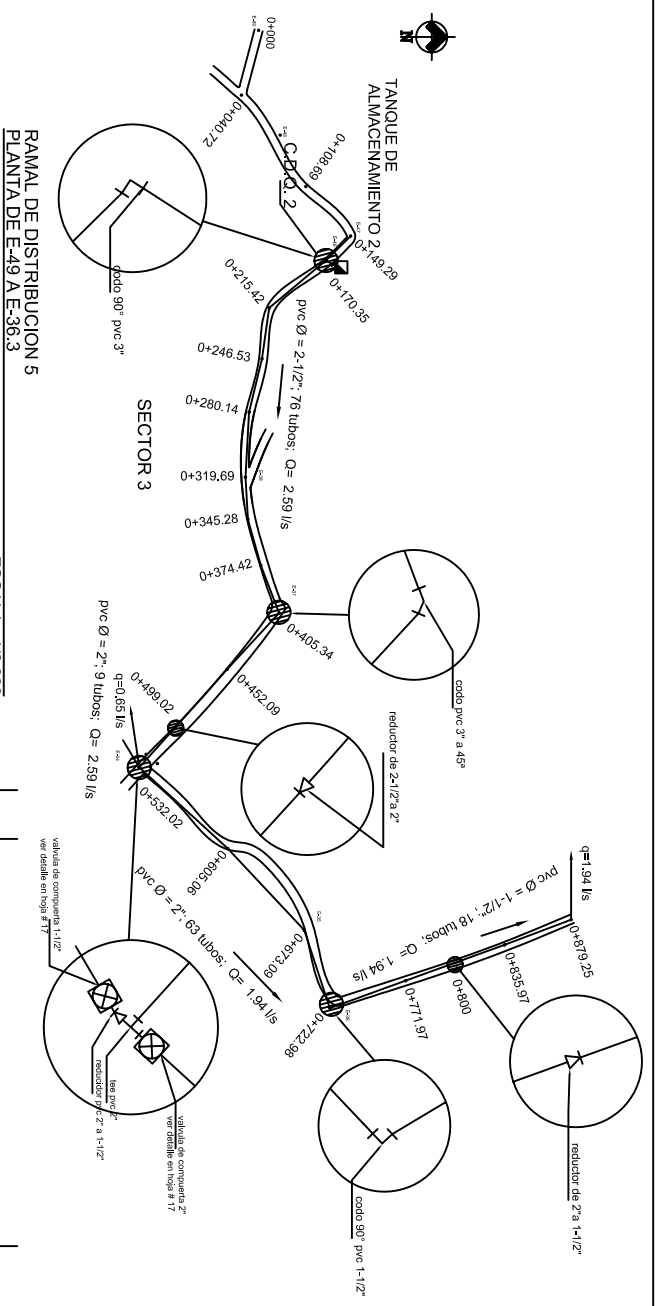 N
TANQUE DE
ALMACENAMIENTO 2
C.D.Q. 2
0+000
0+040.72
0+108.69
0+149.29
0+170.35
0+215.42
0+246.53
0+280.14
0+319.69
0+345.28
0+374.42
0+405.34
0+452.09
0+499.02
0+532.02
0+605.06
0+673.09
0+722.98
0+771.97
0+800
0+835.97
0+879.25
codo 90° pvc 3"
pvc Ø = 2-1/2"; 76 tubos; Q= 2.59 l/s
SECTOR 3
codo pvc 3" a 45°
reductor de 2-1/2"a 2"
q=0.65 l/s
pvc Ø = 2"; 9 tubos; Q= 2.59 l/s
pvc Ø = 2"; 63 tubos; Q= 1.94 l/s
pvc Ø = 1-1/2"; 18 tubos; Q= 1.94 l/s
q=1.94 l/s
reductor de 2"a 1-1/2"
codo 90° pvc 1-1/2"
valvula de compuerta 1-1/2"
ver detalle en hoja # 17
valvula de compuerta 2"
ver detalle en hoja # 17
tee pvc 2"
reducidor pvc 2" a 1-1/2"
RAMAL DE DISTRIBUCION 5
PLANTA DE E-49 A E-36.3